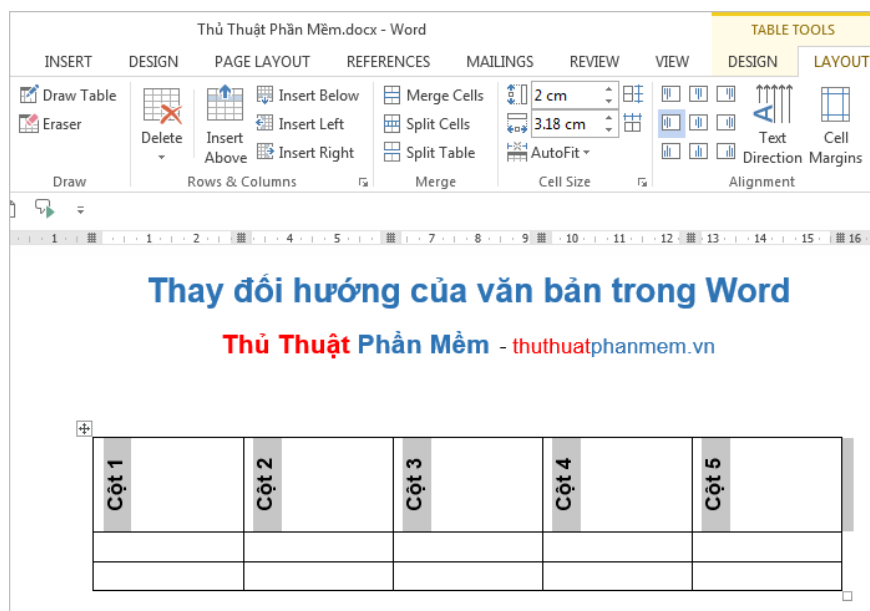 Thủ Thuật Phần Mềm.docx - Word
TABLE TOOLS
INSERT DESIGN PAGE LAYOUT REFERENCES MAILINGS REVIEW VIEW DESIGN LAYOUT
Draw Table
Eraser
Draw
Delete
Insert Above
Insert Below
Insert Left
Insert Right
Rows & Columns
Merge Cells
Split Cells
Split Table
Merge
2 cm
3.18 cm
AutoFit
Cell Size
Text Direction
Cell Margins
Alignment
1 1 2 4 5 7 8 9 10 11 12 13 14 15 16
Thay đổi hướng của văn bản trong Word
Thủ Thuật Phần Mềm - thuthuatphanmem.vn
Cột 1 Cột 2 Cột 3 Cột 4 Cột 5